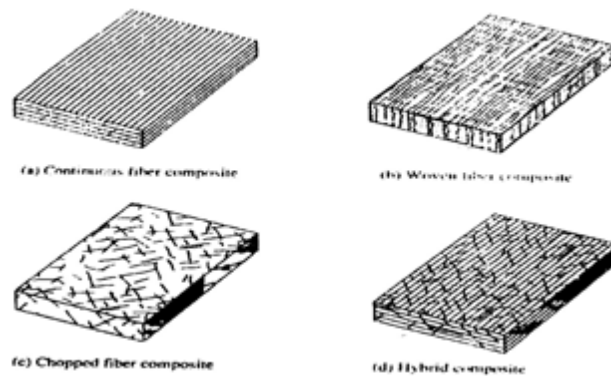 (a) Continuous fiber composite
(b) Woven fiber composite
(c) Chopped fiber composite
(d) Hybrid composite